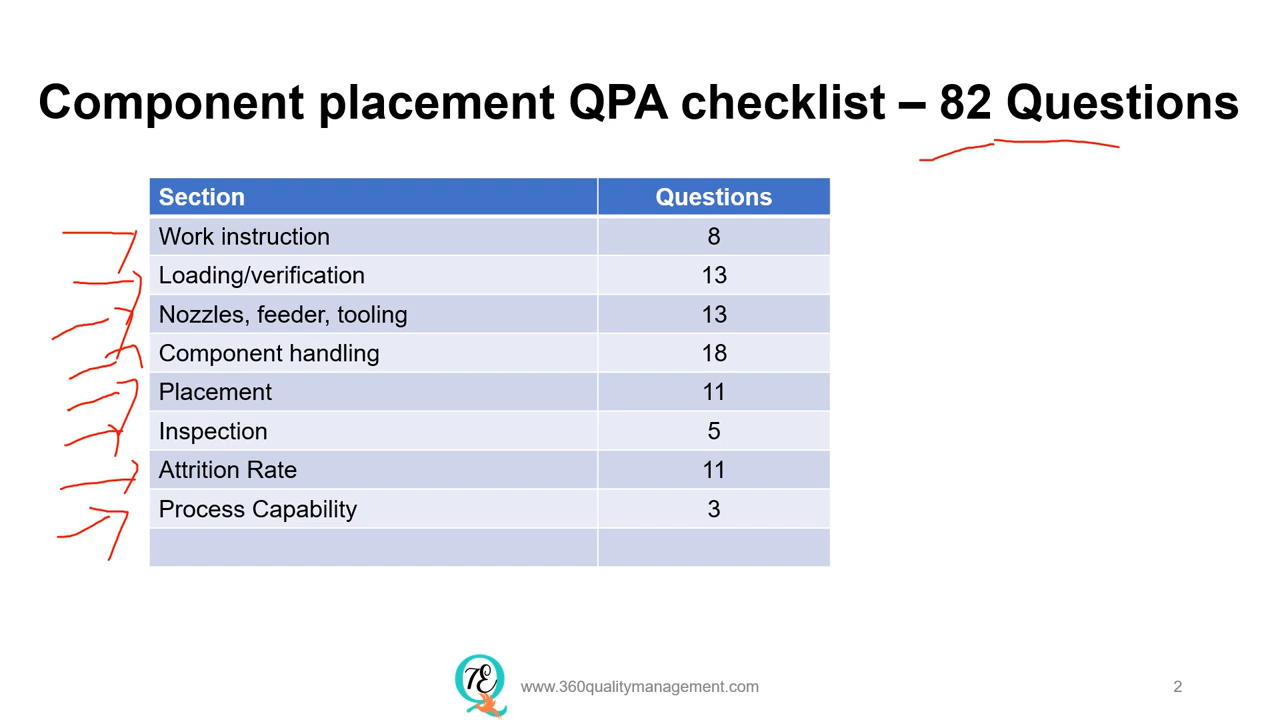 Component placement QPA checklist – 82 Questions
Section Questions
Work instruction 8
Loading/verification 13
Nozzles, feeder, tooling 13
Component handling 18
Placement 11
Inspection 5
Attrition Rate 11
Process Capability 3
www.360qualitymanagement.com
2